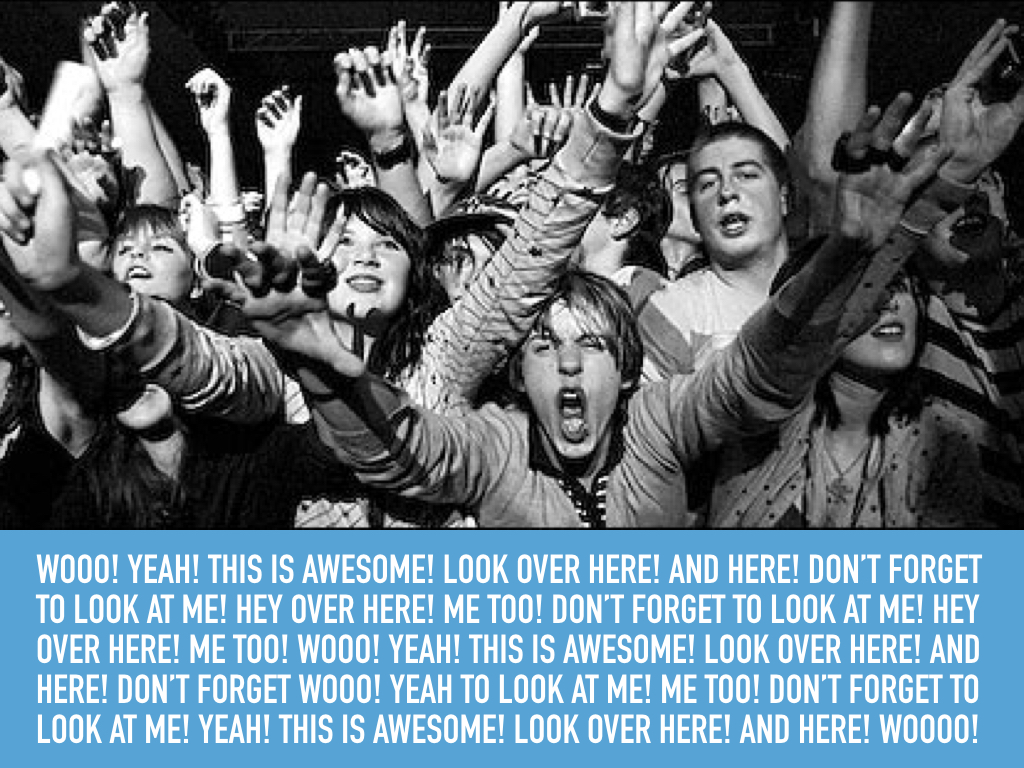 WOOO! YEAH! THIS IS AWESOME! LOOK OVER HERE! AND HERE! DON’T FORGET
TO LOOK AT ME! HEY OVER HERE! ME TOO! DON’T FORGET TO LOOK AT ME! HEY
OVER HERE! ME TOO! WOOO! YEAH! THIS IS AWESOME! LOOK OVER HERE! AND
HERE! DON’T FORGET WOOO! YEAH TO LOOK AT ME! ME TOO! DON’T FORGET TO
LOOK AT ME! YEAH! THIS IS AWESOME! LOOK OVER HERE! AND HERE! WOOOO!